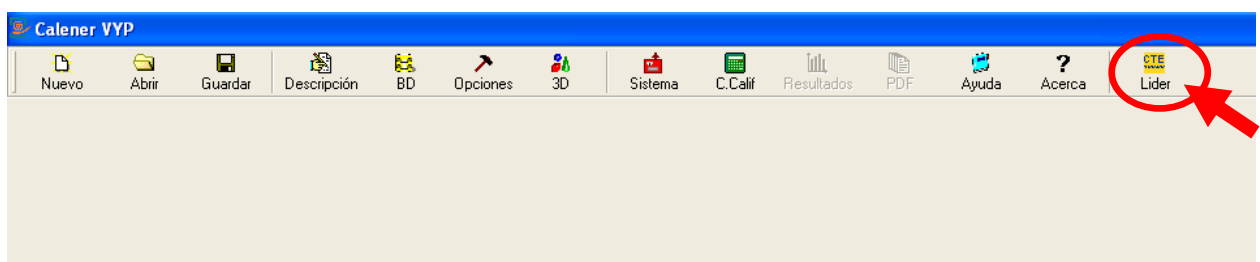 Calener VYP
Nuevo Abrir Guardar Descripción BD Opciones 3D Sistema C.Calif Resultados PDF Ayuda ? Acerca CTE Lider